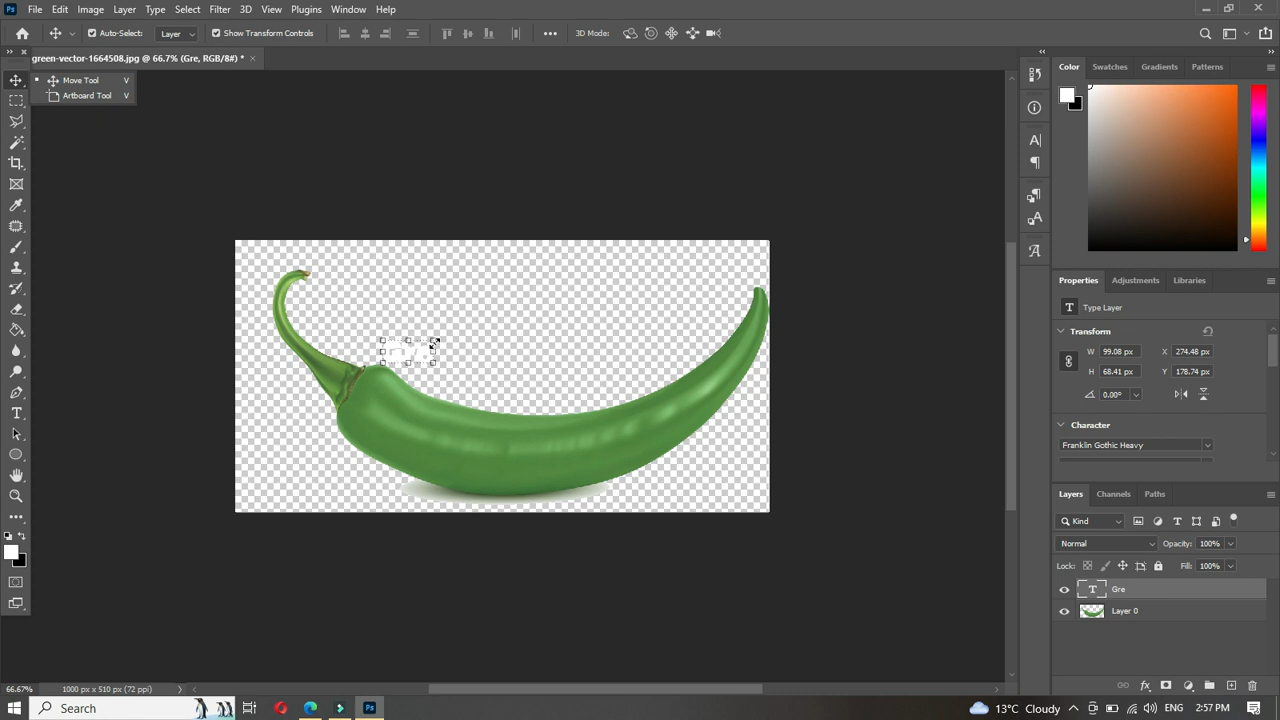 Ps File Edit Image Layer Type Select Filter 3D View Plugins Window Help
Auto-Select: Layer Show Transform Controls 3D Mode:
green-vector-1664508.jpg @ 66.7% (Gre, RGB/8#) *
Move Tool V
Artboard Tool V
Color Swatches Gradients Patterns
Properties Adjustments Libraries
T Type Layer
Transform
W 99.08 px X 274.48 px
H 68.41 px Y 178.74 px
0.00°
Character
Franklin Gothic Heavy
Layers Channels Paths
Kind
Normal Opacity: 100%
Lock: Fill: 100%
T Gre
Layer 0
66.67% 1000 px x 510 px (72 ppi)
Search Ps 13°C Cloudy ENG 2:57 PM